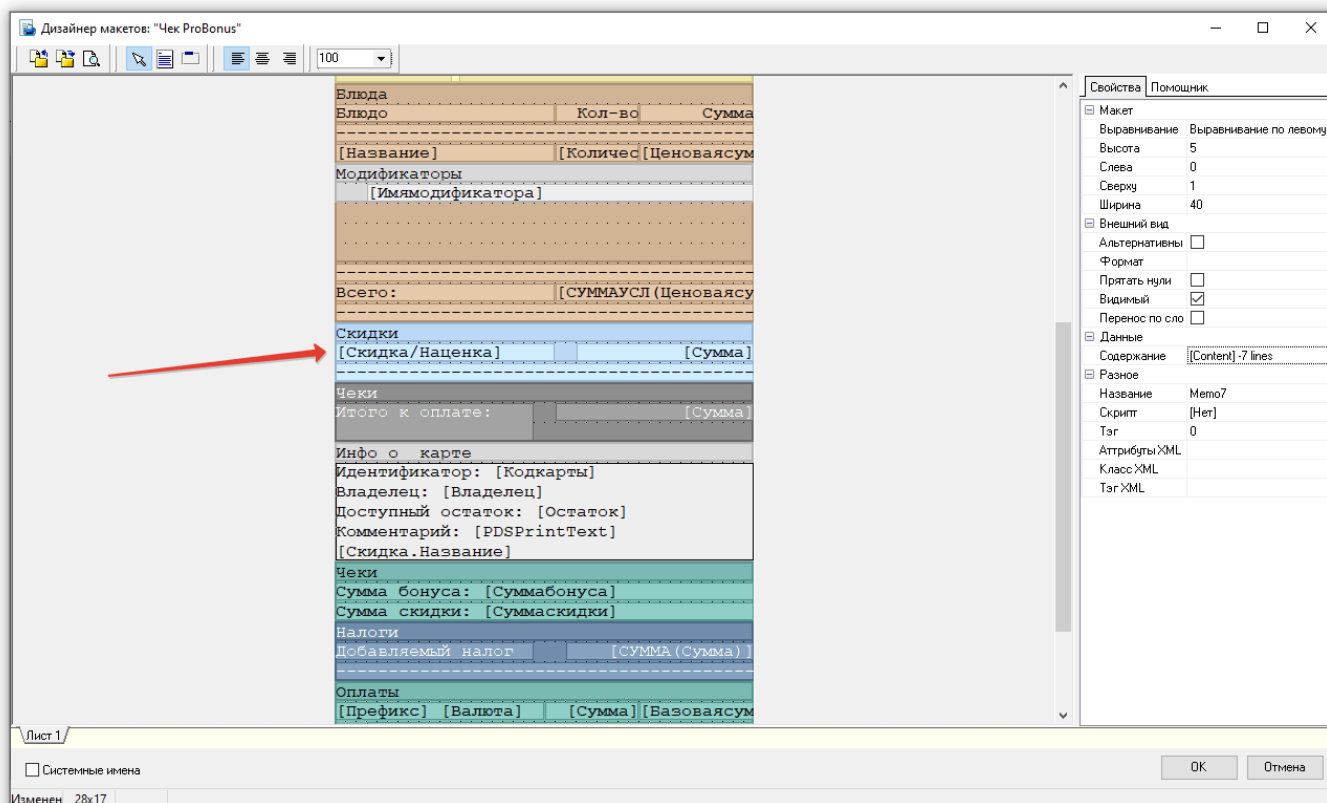 Дизайнер макетов: "Чек ProBonus"
100
Блюда
Блюдо Кол-во Сумма
[Название] [Количес [Ценоваясум
Модификаторы
[Имямодификатора]
Всего: [СУММАУСЛ(Ценоваясу
Скидки
[Скидка/Наценка] [Сумма]
Чеки
Итого к оплате: [Сумма]
Инфо о карте
Идентификатор: [Кодкарты]
Владелец: [Владелец]
Доступный остаток: [Остаток]
Комментарий: [PDSPrintText]
[Скидка.Название]
Чеки
Сумма бонуса: [Суммабонуса]
Сумма скидки: [Суммаскидки]
Налоги
Добавляемый налог [СУММА(Сумма)]
Оплаты
[Префикс] [Валюта] [Сумма] [Базоваясум
Свойства Помощник
Макет
Выравнивание Выравнивание по левому
Высота 5
Слева 0
Сверху 1
Ширина 40
Внешний вид
Альтернативны
Формат
Прятать нули
Видимый
Перенос по сло
Данные
Содержание [Content] -7 lines
Разное
Название Memo7
Скрипт [Нет]
Тэг 0
Аттрибуты XML
Класс XML
Тэг XML
Лист 1
Системные имена
OK Отмена
Изменен 28x17